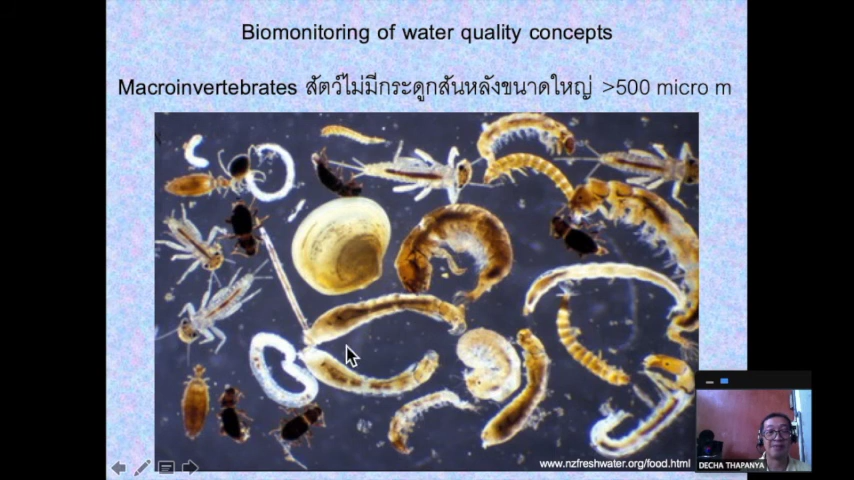 Biomonitoring of water quality concepts
Macroinvertebrates สัตว์ไม่มีกระดูกสันหลังขนาดใหญ่ >500 micro m
www.nzfreshwater.org/food.html
DECHA THAPANYA